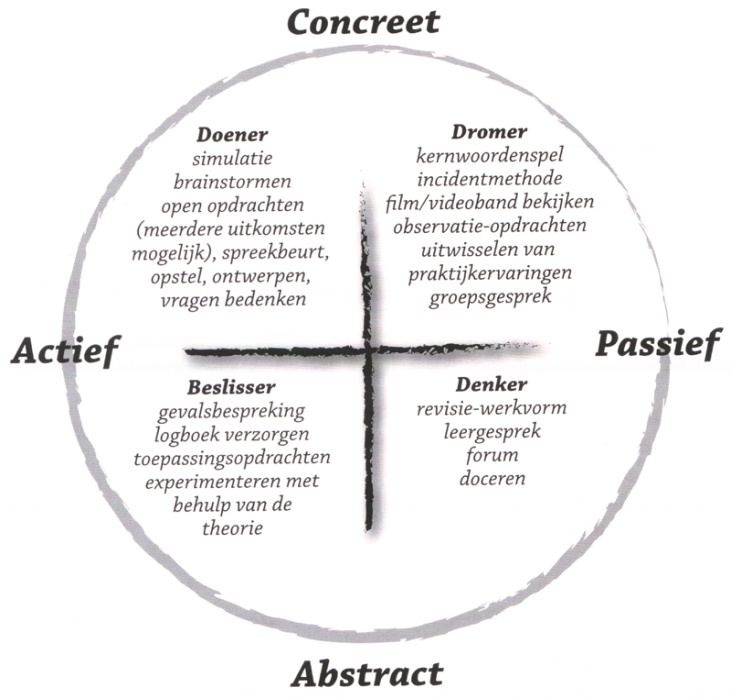 Concreet
Doener
simulatie
brainstormen
open opdrachten
(meerdere uitkomsten
mogelijk), spreekbeurt,
opstel, ontwerpen,
vragen bedenken
Dromer
kernwoordenspel
incidentmethode
film/videoband bekijken
observatie-opdrachten
uitwisselen van
praktijkervaringen
groepsgesprek
Actief
Passief
Beslisser
gevalsbespreking
logboek verzorgen
toepassingsopdrachten
experimenteren met
behulp van de
theorie
Denker
revisie-werkvorm
leergesprek
forum
doceren
Abstract